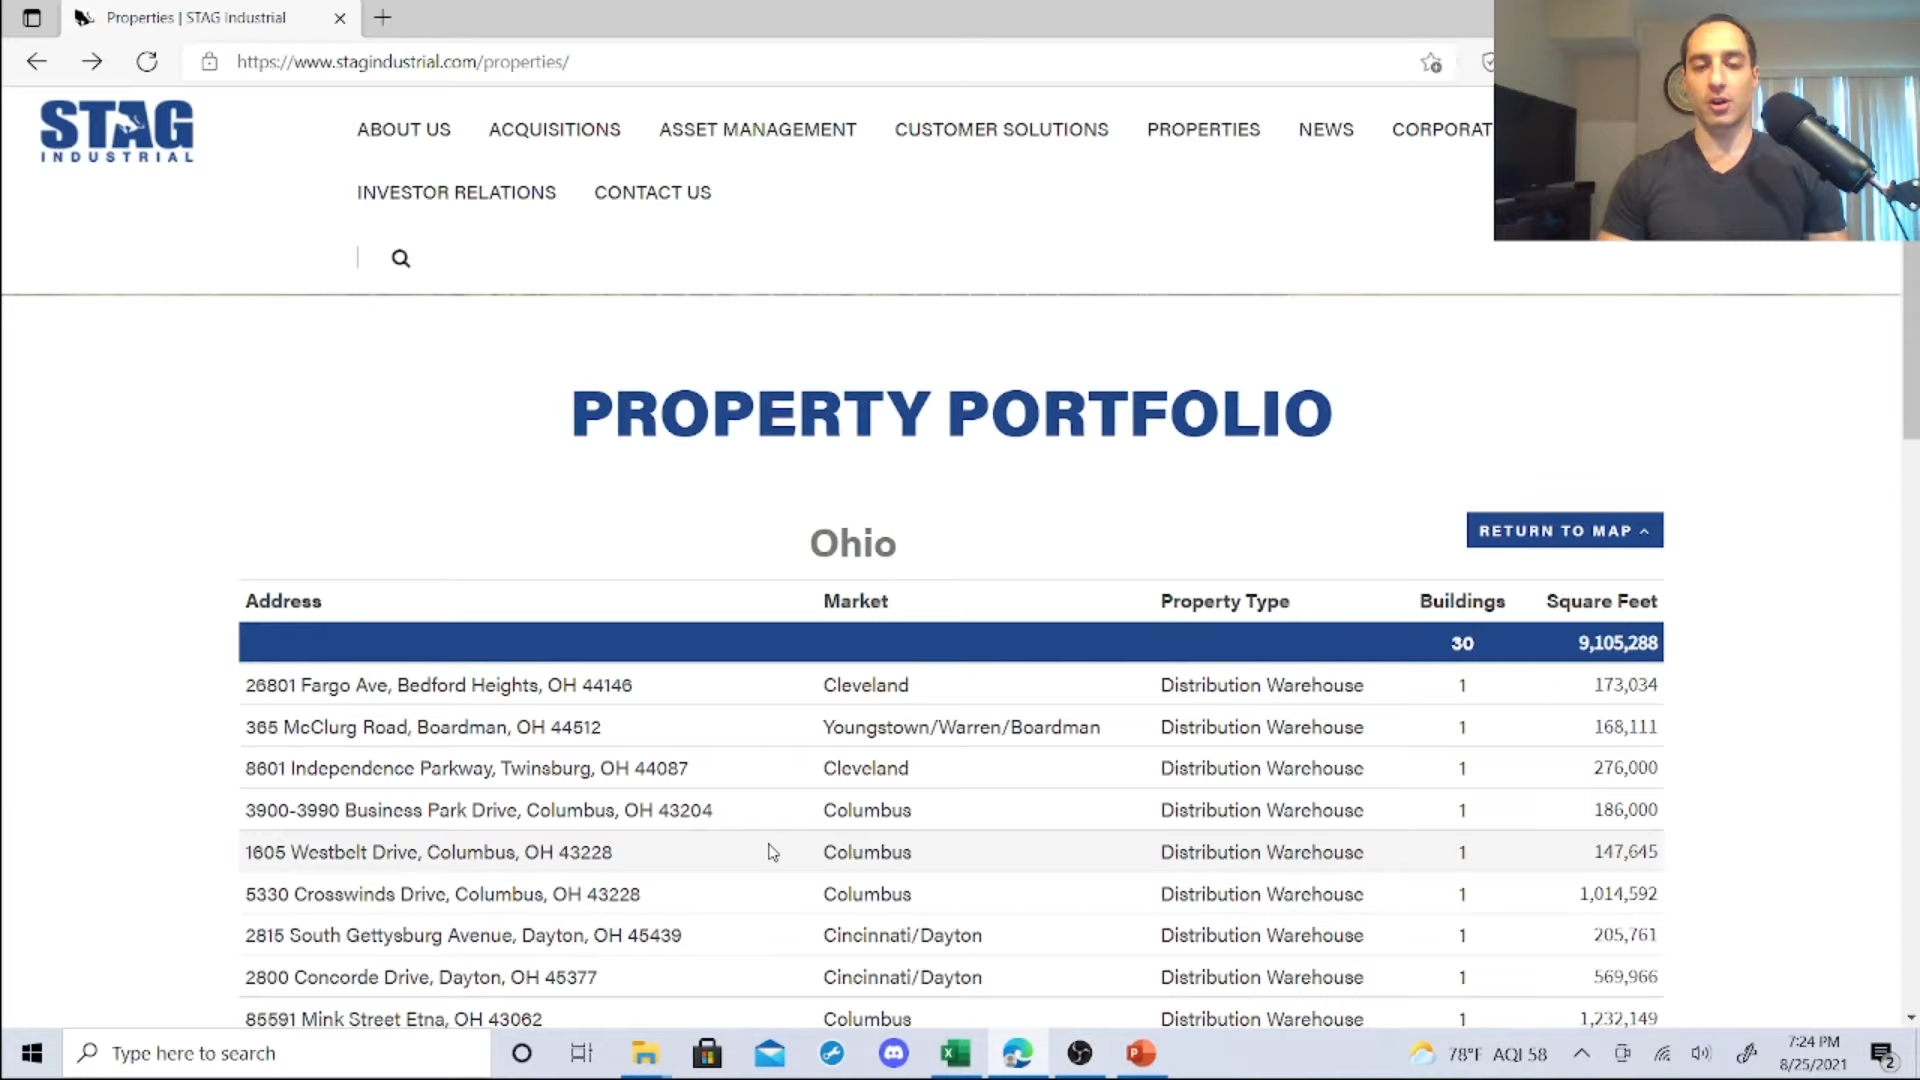 Properties | STAG Industrial
https://www.stagindustrial.com/properties/
STAG
INDUSTRIAL
ABOUT US ACQUISITIONS ASSET MANAGEMENT CUSTOMER SOLUTIONS PROPERTIES NEWS CORPORAT
INVESTOR RELATIONS CONTACT US
PROPERTY PORTFOLIO
Ohio
RETURN TO MAP
Address Market Property Type Buildings Square Feet
30 9,105,288
26801 Fargo Ave, Bedford Heights, OH 44146 Cleveland Distribution Warehouse 1 173,034
365 McClurg Road, Boardman, OH 44512 Youngstown/Warren/Boardman Distribution Warehouse 1 168,111
8601 Independence Parkway, Twinsburg, OH 44087 Cleveland Distribution Warehouse 1 276,000
3900-3990 Business Park Drive, Columbus, OH 43204 Columbus Distribution Warehouse 1 186,000
1605 Westbelt Drive, Columbus, OH 43228 Columbus Distribution Warehouse 1 147,645
5330 Crosswinds Drive, Columbus, OH 43228 Columbus Distribution Warehouse 1 1,014,592
2815 South Gettysburg Avenue, Dayton, OH 45439 Cincinnati/Dayton Distribution Warehouse 1 205,761
2800 Concorde Drive, Dayton, OH 45377 Cincinnati/Dayton Distribution Warehouse 1 569,966
85591 Mink Street Etna, OH 43062 Columbus Distribution Warehouse 1 1,232,149
Type here to search
78°F AQI 58
7:24 PM
8/25/2021
2